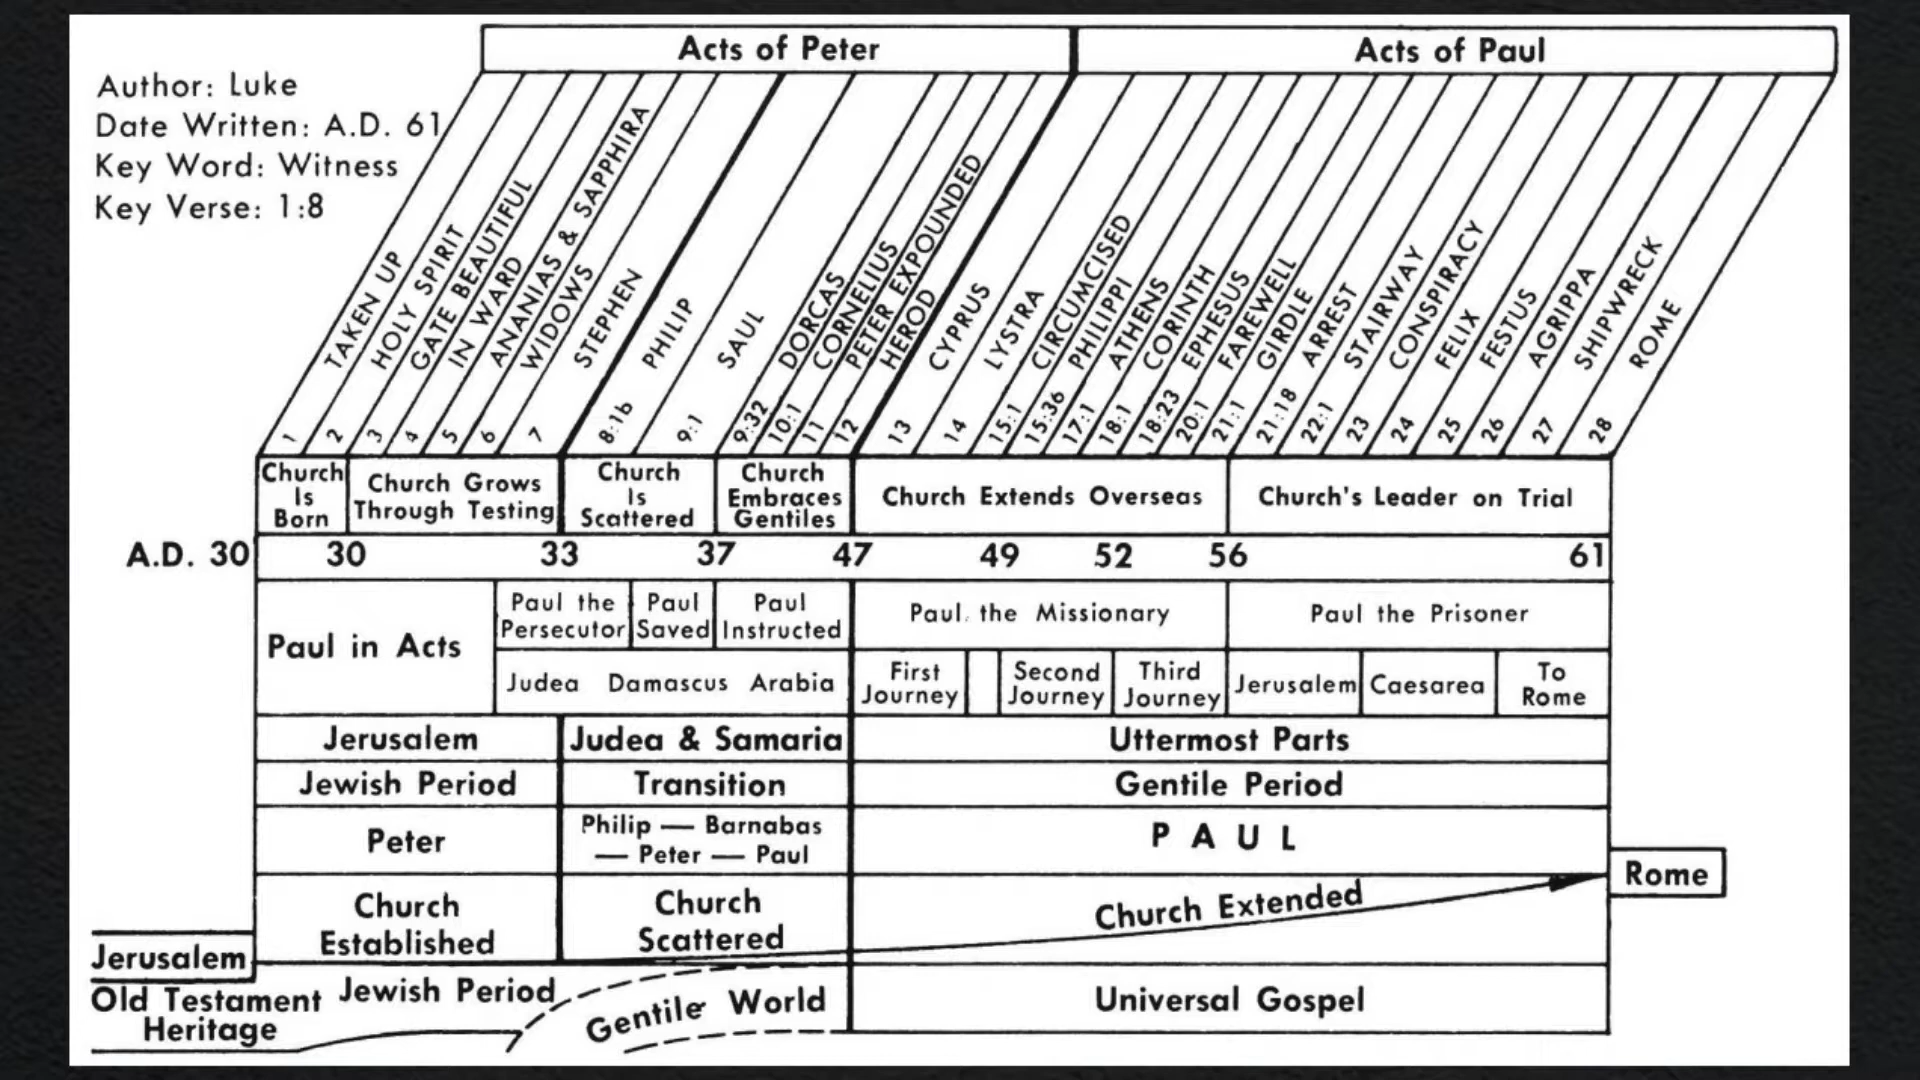 Acts of Peter
Acts of Paul
Author: Luke
Date Written: A.D. 61
Key Word: Witness
Key Verse: 1:8
TAKEN UP
HOLY SPIRIT
GATE BEAUTIFUL
IN WARD
ANANIAS & SAPPHIRA
WIDOWS
STEPHEN
PHILIP
SAUL
DORCAS
CORNELIUS
PETER EXPOUNDED
HEROD
CYPRUS
LYSTRA
CIRCUMCISED
PHILIPPI
ATHENS
CORINTH
EPHESUS
FAREWELL
GIRDLE
ARREST
STAIRWAY
CONSPIRACY
FELIX
FESTUS
AGRIPPA
SHIPWRECK
ROME
1
2
3
4
5
6
7
8:1b
9:1
9:32
10:1
11
12
13
14
15:1
15:36
17:1
18:1
18:23
20:1
21:1
21:18
22:1
23
24
25
26
27
28
Church
Is
Born
Church Grows
Through Testing
Church
Is
Scattered
Church
Embraces
Gentiles
Church Extends Overseas
Church's Leader on Trial
A.D. 30 30 33 37 47 49 52 56 61
Paul in Acts
Paul the
Persecutor
Paul
Saved
Paul
Instructed
Paul the Missionary
Paul the Prisoner
Judea Damascus Arabia
First
Journey
Second
Journey
Third
Journey
Jerusalem
Caesarea
To
Rome
Jerusalem
Judea & Samaria
Uttermost Parts
Jewish Period
Transition
Gentile Period
Peter
Philip — Barnabas
— Peter — Paul
PAUL
Rome
Church
Established
Church
Scattered
Church Extended
Jerusalem
Old Testament
Heritage
Jewish Period
Gentile World
Universal Gospel